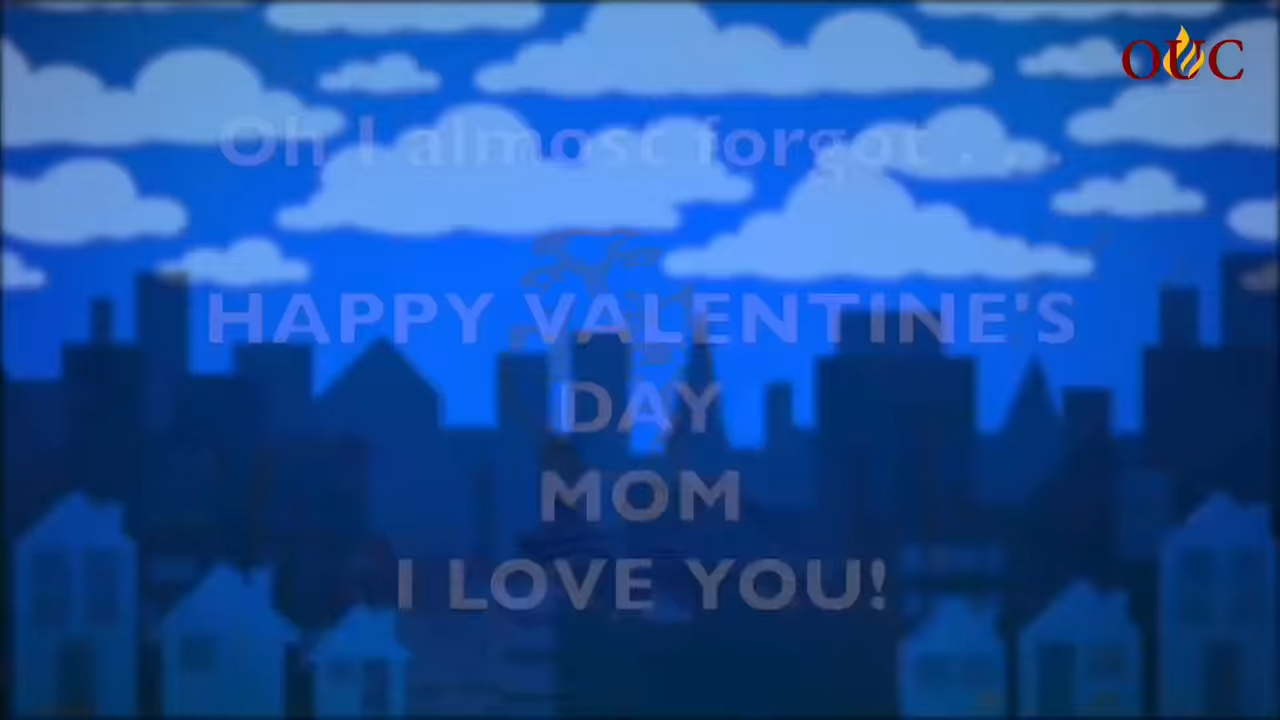 OUC
Oh I almost forgot . . .
HAPPY VALENTINE'S
DAY
MOM
I LOVE YOU!